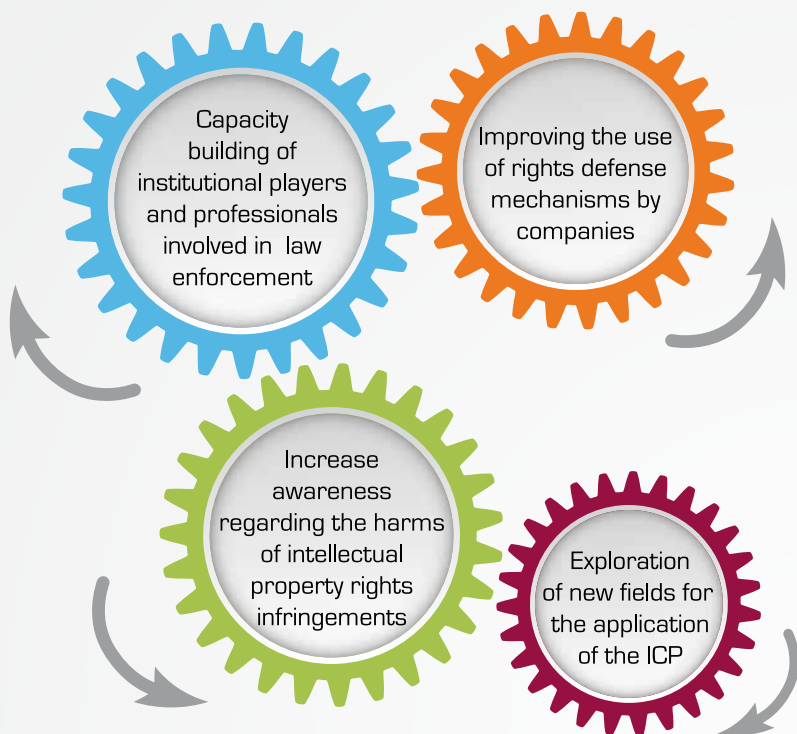 Capacity
building of
institutional players
and professionals
involved in law
enforcement
Improving the use
of rights defense
mechanisms by
companies
Increase
awareness
regarding the harms
of intellectual
property rights
infringements
Exploration
of new fields for
the application
of the ICP